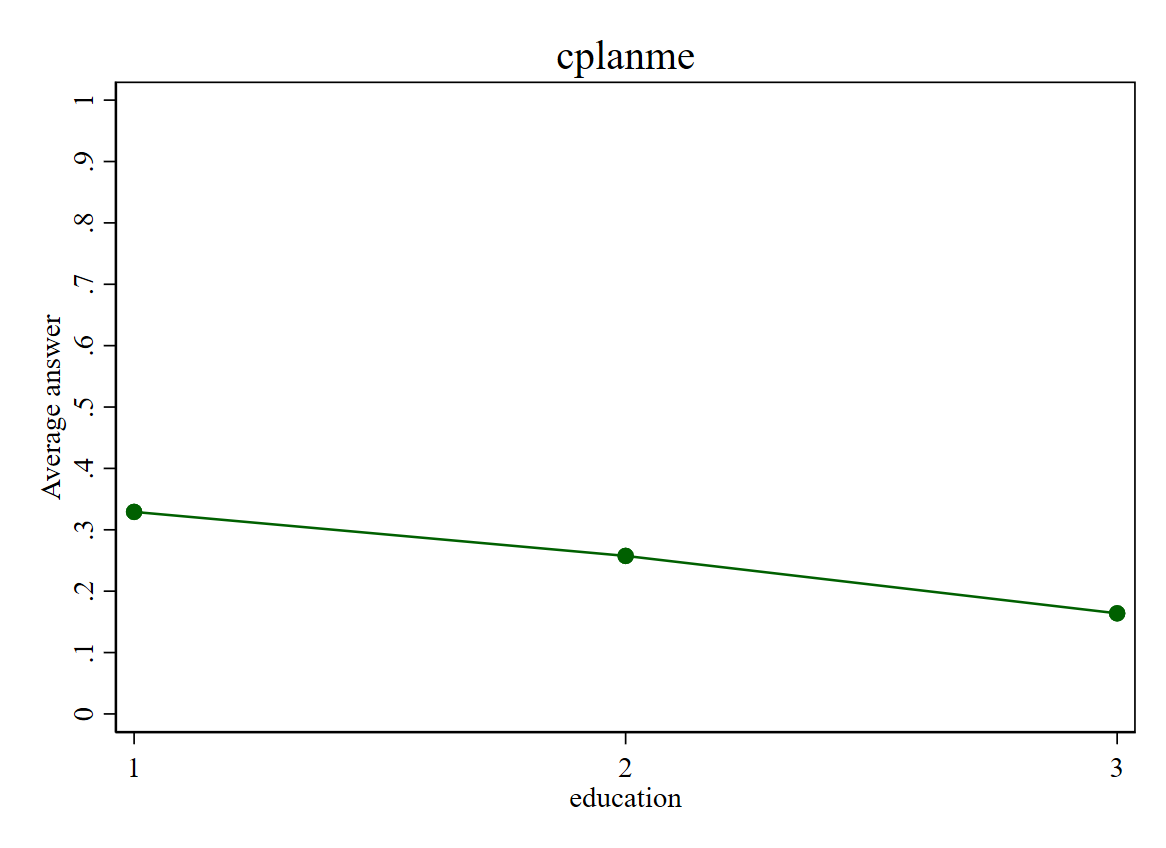 cplanme
Average answer
1
.9
.8
.7
.6
.5
.4
.3
.2
.1
0
1 2 3
education